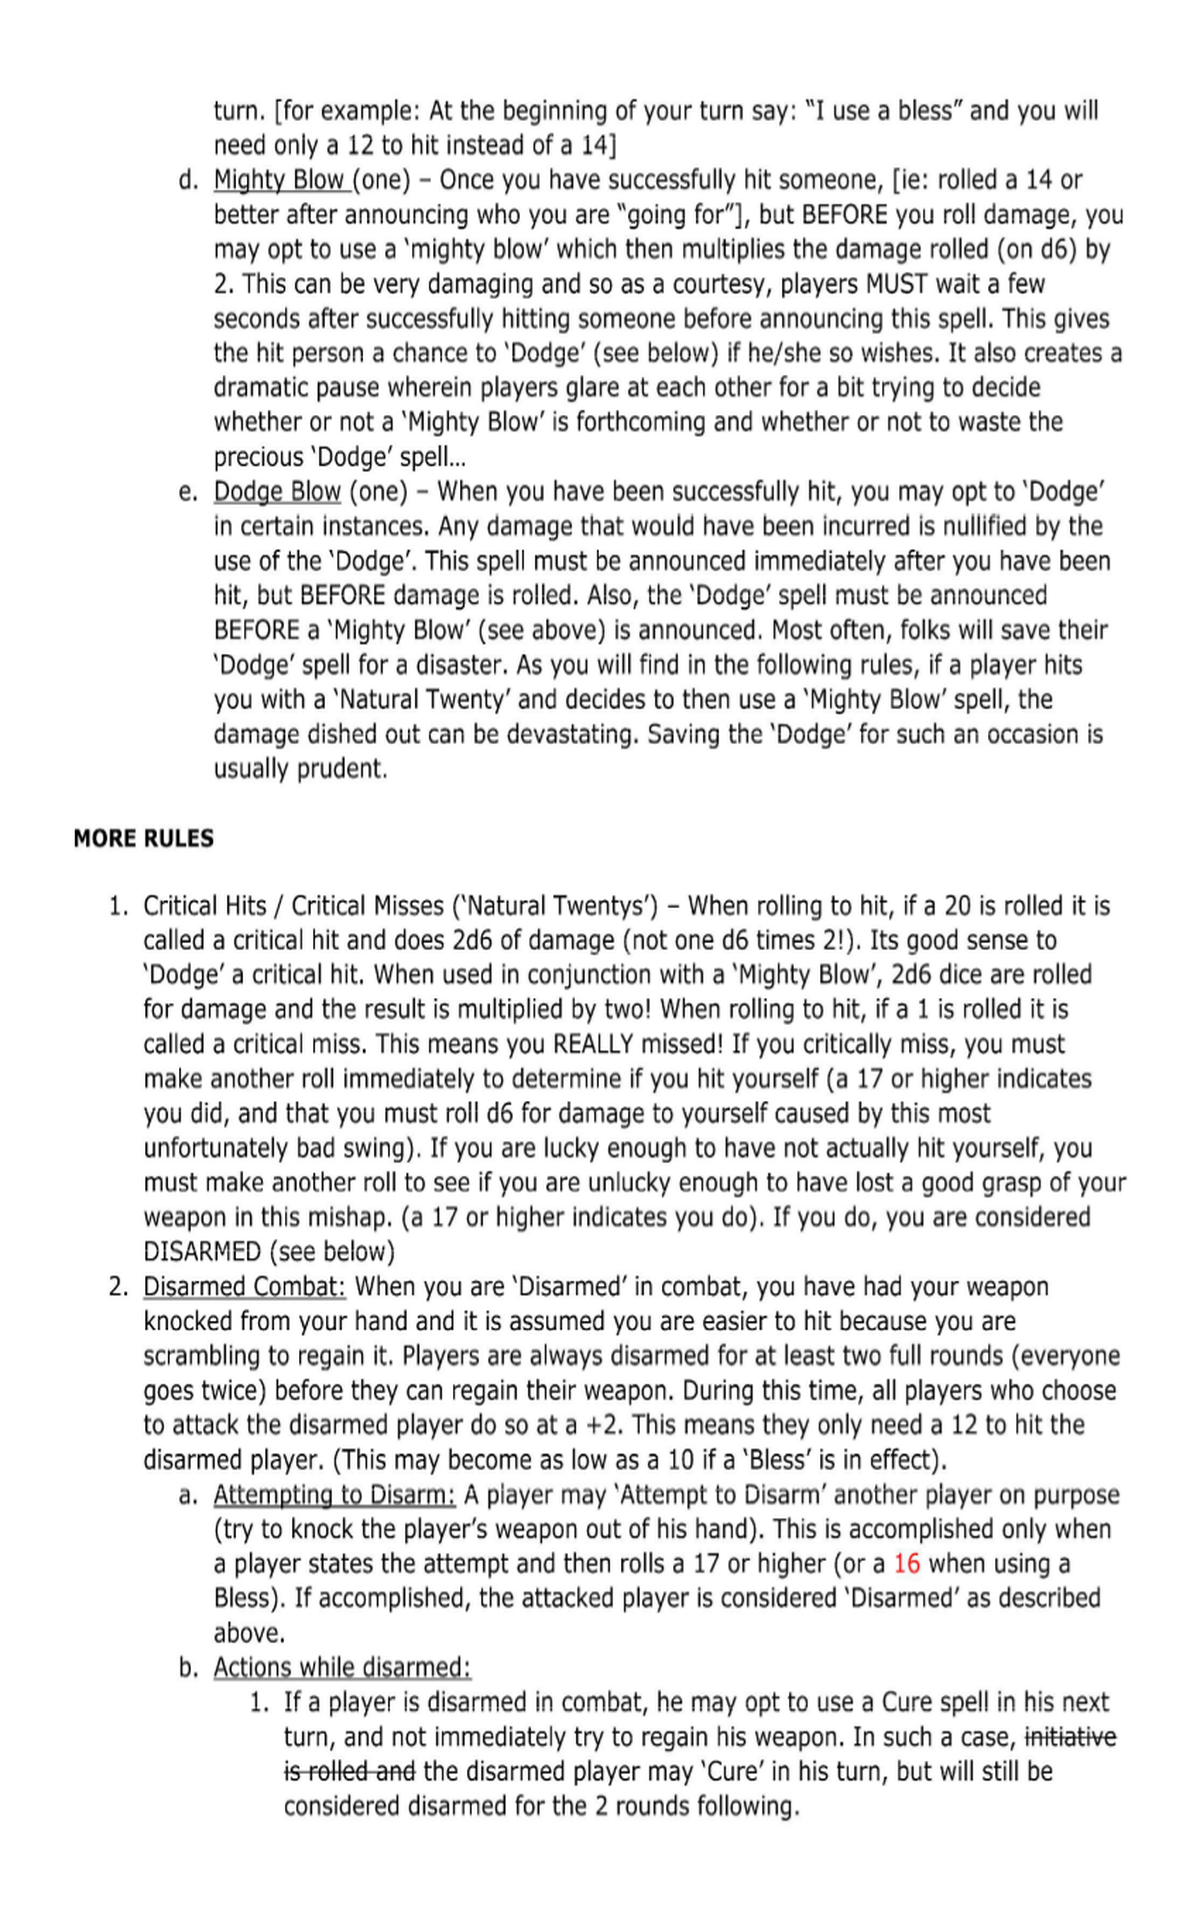 turn. [for example: At the beginning of your turn say: “I use a bless” and you will
need only a 12 to hit instead of a 14]
d. Mighty Blow (one) – Once you have successfully hit someone, [ie: rolled a 14 or
better after announcing who you are “going for”], but BEFORE you roll damage, you
may opt to use a ‘mighty blow’ which then multiplies the damage rolled (on d6) by
2. This can be very damaging and so as a courtesy, players MUST wait a few
seconds after successfully hitting someone before announcing this spell. This gives
the hit person a chance to ‘Dodge’ (see below) if he/she so wishes. It also creates a
dramatic pause wherein players glare at each other for a bit trying to decide
whether or not a ‘Mighty Blow’ is forthcoming and whether or not to waste the
precious ‘Dodge’ spell…
e. Dodge Blow (one) – When you have been successfully hit, you may opt to ‘Dodge’
in certain instances. Any damage that would have been incurred is nullified by the
use of the ‘Dodge’. This spell must be announced immediately after you have been
hit, but BEFORE damage is rolled. Also, the ‘Dodge’ spell must be announced
BEFORE a ‘Mighty Blow’ (see above) is announced. Most often, folks will save their
‘Dodge’ spell for a disaster. As you will find in the following rules, if a player hits
you with a ‘Natural Twenty’ and decides to then use a ‘Mighty Blow’ spell, the
damage dished out can be devastating. Saving the ‘Dodge’ for such an occasion is
usually prudent.
MORE RULES
1. Critical Hits / Critical Misses (‘Natural Twentys’) – When rolling to hit, if a 20 is rolled it is
called a critical hit and does 2d6 of damage (not one d6 times 2!). Its good sense to
‘Dodge’ a critical hit. When used in conjunction with a ‘Mighty Blow’, 2d6 dice are rolled
for damage and the result is multiplied by two! When rolling to hit, if a 1 is rolled it is
called a critical miss. This means you REALLY missed! If you critically miss, you must
make another roll immediately to determine if you hit yourself (a 17 or higher indicates
you did, and that you must roll d6 for damage to yourself caused by this most
unfortunately bad swing). If you are lucky enough to have not actually hit yourself, you
must make another roll to see if you are unlucky enough to have lost a good grasp of your
weapon in this mishap. (a 17 or higher indicates you do). If you do, you are considered
DISARMED (see below)
2. Disarmed Combat: When you are ‘Disarmed’ in combat, you have had your weapon
knocked from your hand and it is assumed you are easier to hit because you are
scrambling to regain it. Players are always disarmed for at least two full rounds (everyone
goes twice) before they can regain their weapon. During this time, all players who choose
to attack the disarmed player do so at a +2. This means they only need a 12 to hit the
disarmed player. (This may become as low as a 10 if a ‘Bless’ is in effect).
a. Attempting to Disarm: A player may ‘Attempt to Disarm’ another player on purpose
(try to knock the player’s weapon out of his hand). This is accomplished only when
a player states the attempt and then rolls a 17 or higher (or a 16 when using a
Bless). If accomplished, the attacked player is considered ‘Disarmed’ as described
above.
b. Actions while disarmed:
1. If a player is disarmed in combat, he may opt to use a Cure spell in his next
turn, and not immediately try to regain his weapon. In such a case, initiative
is rolled and the disarmed player may ‘Cure’ in his turn, but will still be
considered disarmed for the 2 rounds following.